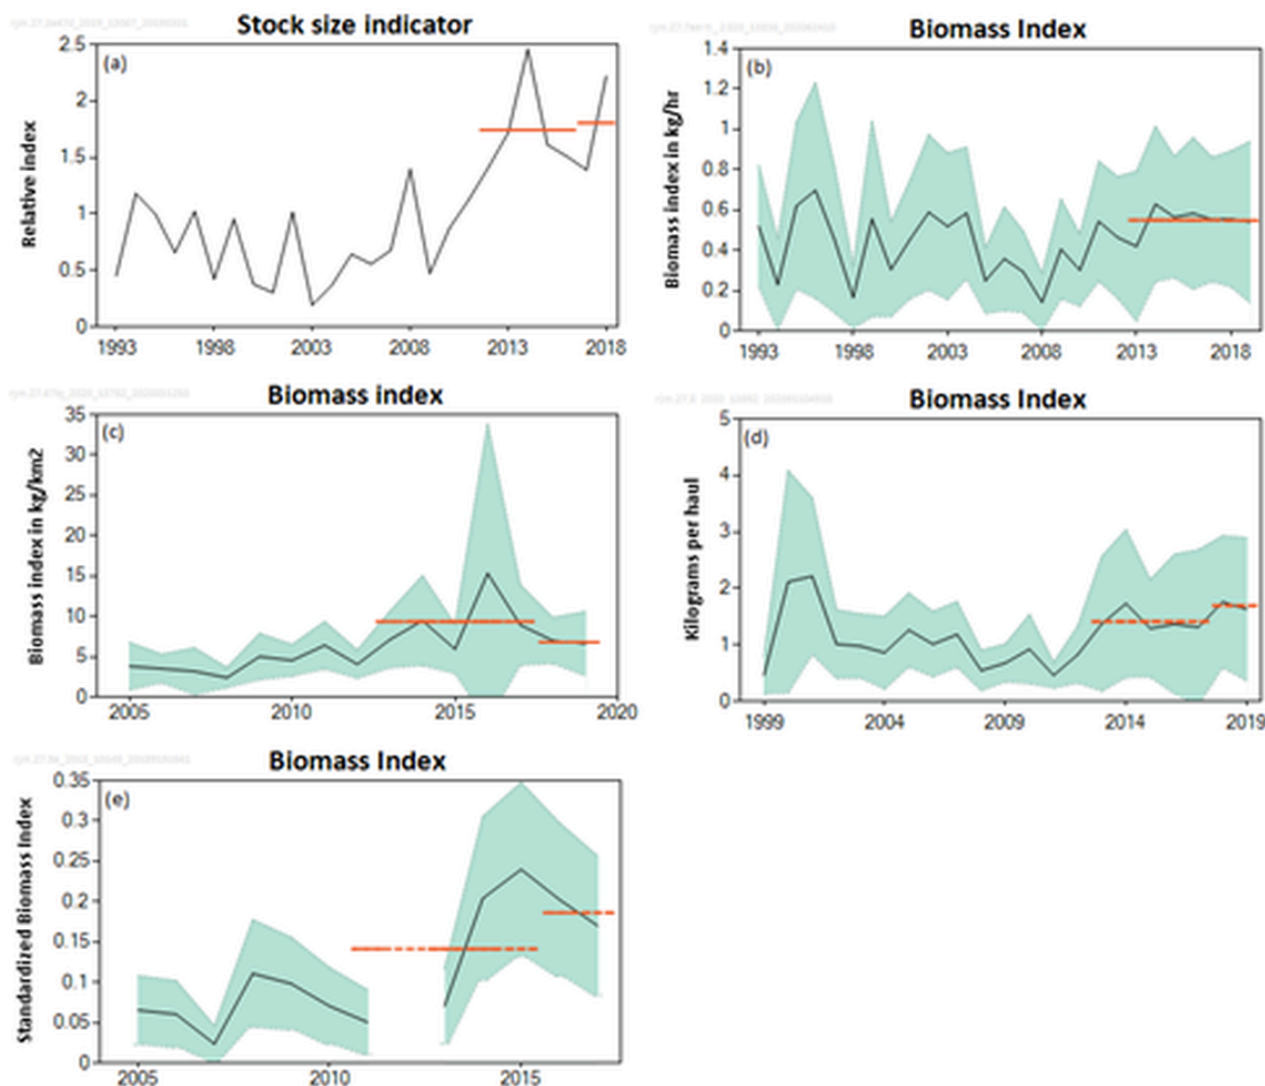 Stock size indicator
(a)
Relative index
2.5
2
1.5
1
0.5
0
1993 1998 2003 2008 2013 2018
Biomass Index
(b)
Biomass index in kg/hr
1.4
1.2
1
0.8
0.6
0.4
0.2
0
1993 1998 2003 2008 2013 2018
Biomass index
(c)
Biomass index in kg/km2
35
30
25
20
15
10
5
0
2005 2010 2015 2020
Biomass Index
(d)
Kilograms per haul
5
4
3
2
1
0
1999 2004 2009 2014 2019
Biomass Index
(e)
Standardized Biomass Index
0.35
0.3
0.25
0.2
0.15
0.1
0.05
0
2005 2010 2015